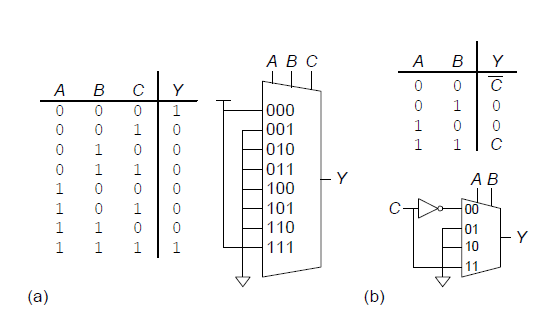 A B C Y
0 0 0 1
0 0 1 0
0 1 0 0
0 1 1 0
1 0 0 0
1 0 1 0
1 1 0 0
1 1 1 1
A B C
000
001
010
011
100
101
110
111
Y
(a)
A B Y
0 0 C̅
0 1 0
1 0 0
1 1 C
A B
C
00
01
10
11
Y
(b)